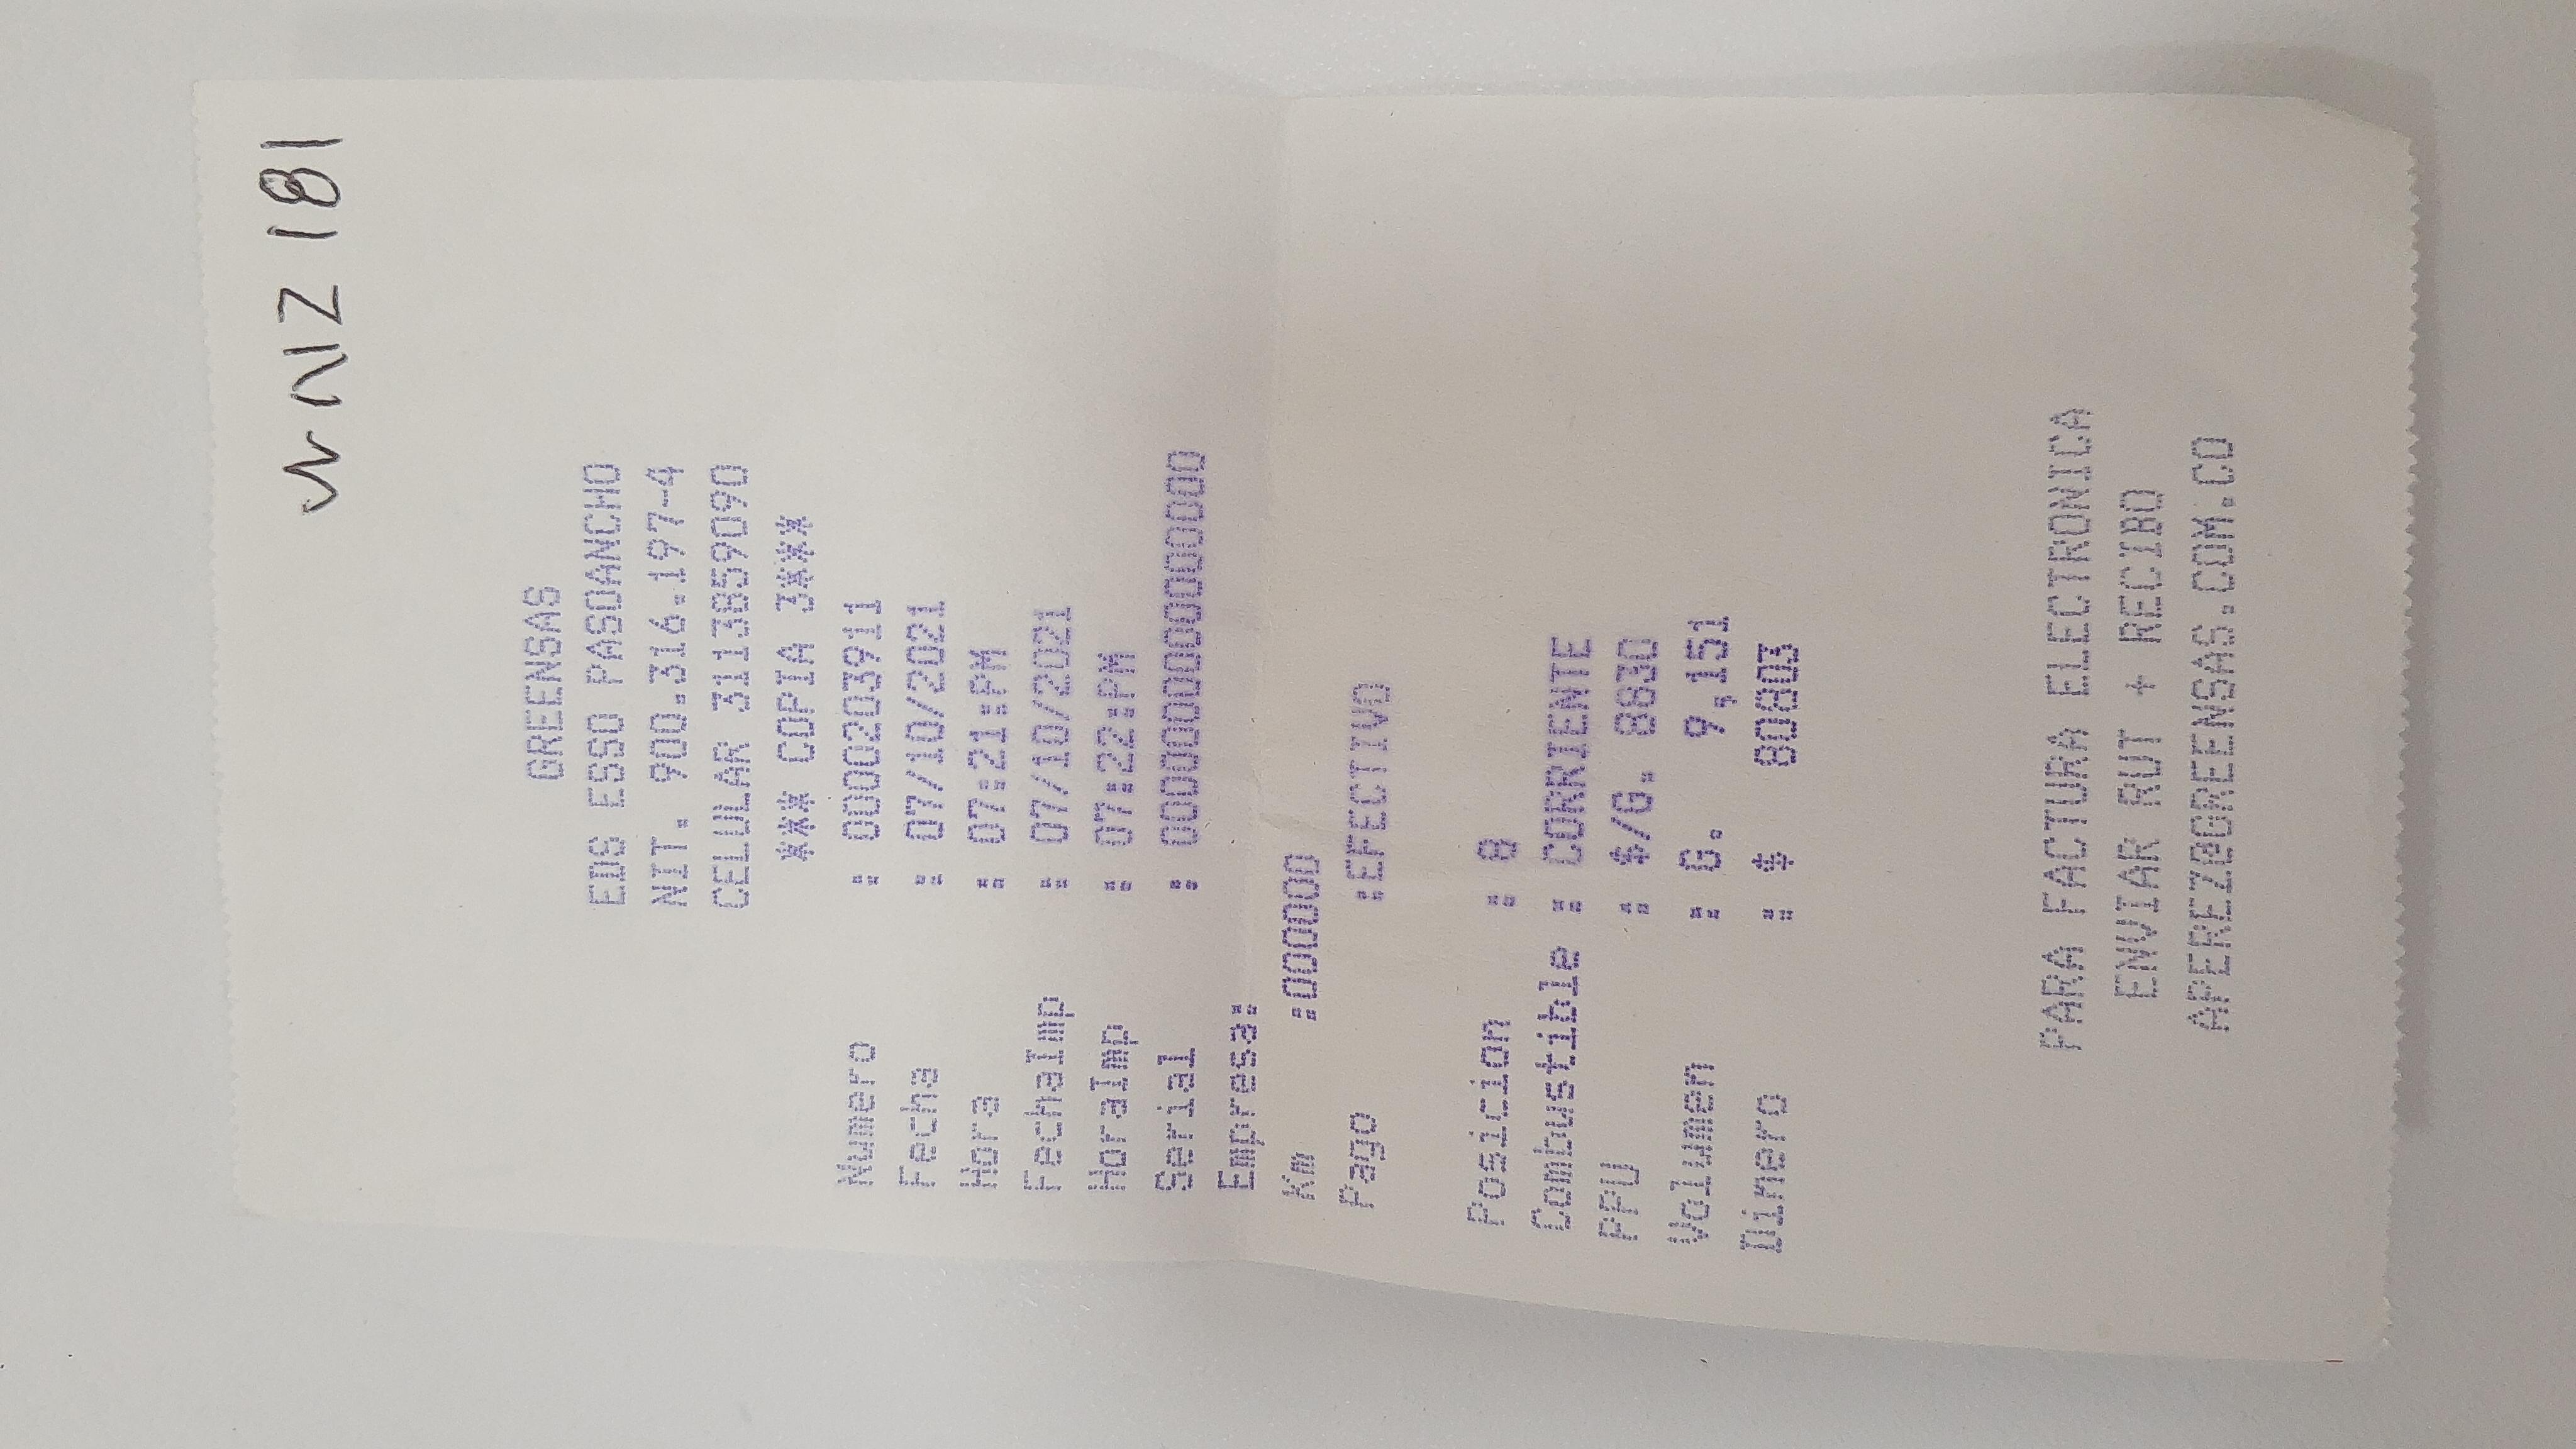 WNZ 181
GREENSAS
EDS ESSO PASOANCHO
NIT. 900.316.197-4
CELULAR 3113859090
*** COPIA 3***
Numero : 0000203911
Fecha : 07/10/2021
Hora : 07:21:PM
FechaImp : 07/10/2021
HoraImp : 07:22:PM
Serial : 0000000000000000
Empresa:
Km :000000
Pago :EFECTIVO
Posicion : 8
Combustible : CORRIENTE
PPU : $/G. 8830
Volumen : G. 9,151
Dinero : $ 80803
PARA FACTURA ELECTRONICA
ENVIAR RUT + RECIBO
APEREZ@GREENSAS.COM.CO